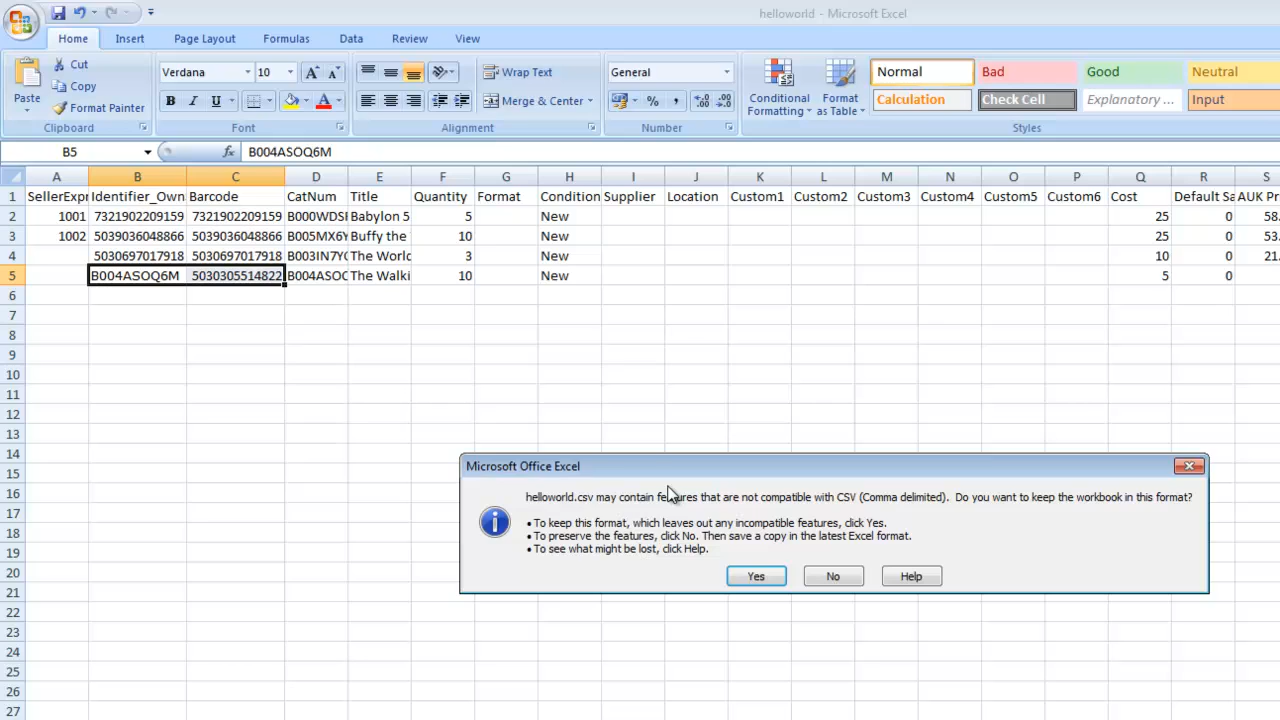 helloworld - Microsoft Excel
Home Insert Page Layout Formulas Data Review View
Paste Cut Copy Format Painter Clipboard
Verdana 10 B I U A A A Font
Wrap Text Merge & Center Alignment
General % , .0 .00 .00 .0 Number
Conditional Formatting Format as Table
Normal Bad Good Neutral
Calculation Check Cell Explanatory ... Input
Styles
B5 fx B004ASOQ6M
A B C D E F G H I J K L M N O P Q R S
1 SellerExp Identifier_Own Barcode CatNum Title Quantity Format Condition Supplier Location Custom1 Custom2 Custom3 Custom4 Custom5 Custom6 Cost Default Sa AUK Pr
2 1001 7321902209159 7321902209159 B000WDS Babylon 5 5 New 25 0 58.
3 1002 5039036048866 5039036048866 B005MX6Y Buffy the 10 New 25 0 53.
4 5030697017918 5030697017918 B003IN7Y The World 3 New 10 0 21.
5 B004ASOQ6M 5030305514822 B004ASO The Walki 10 New 5 0
6
7
8
9
10
11
12
13
14
15
16
17
18
19
20
21
22
23
24
25
26
27
Microsoft Office Excel
helloworld.csv may contain features that are not compatible with CSV (Comma delimited). Do you want to keep the workbook in this format?
• To keep this format, which leaves out any incompatible features, click Yes.
• To preserve the features, click No. Then save a copy in the latest Excel format.
• To see what might be lost, click Help.
Yes No Help